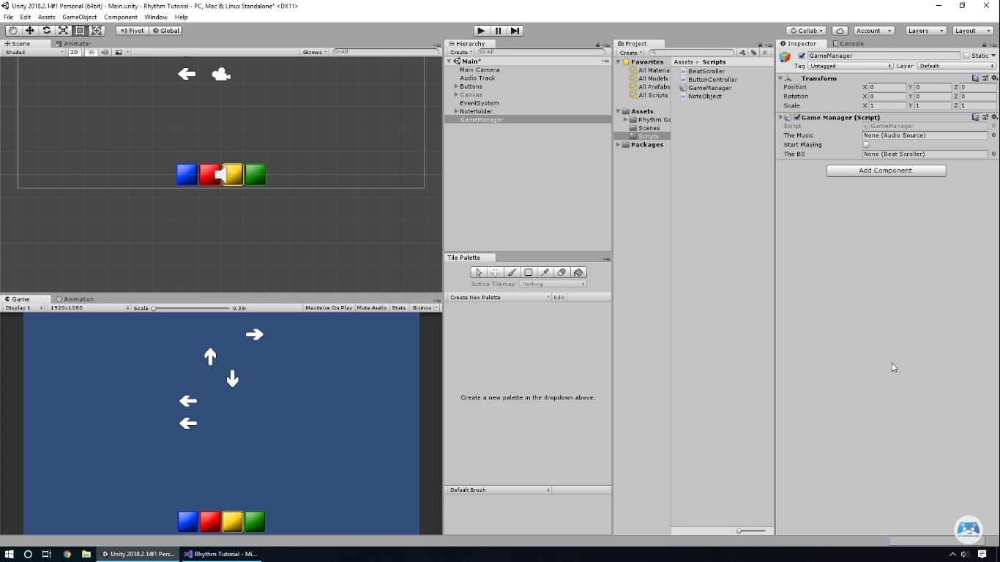 Unity 2018.2.14f1 Personal (64bit) - Main.unity - Rhythm Tutorial - PC, Mac & Linux Standalone* <DX11>
File Edit Assets GameObject Component Window Help
Pivot Global Collab Account Layers Layout
Scene Animator
Shaded 2D Gizmos All
Hierarchy
Create All
Main*
Main Camera
Audio Track
Buttons
Canvas
EventSystem
NoteHolder
GameManager
Tile Palette
Active Tilemap Nothing
Create New Palette Edit
Create a new palette in the dropdown above.
Default Brush
Project
Create
Favorites
All Materia
All Models
All Prefabs
All Scripts
Assets
Rhythm Ga
Scenes
Scripts
Packages
Assets Scripts
BeatScroller
ButtonController
GameManager
NoteObject
Inspector Console
GameManager Static
Tag Untagged Layer Default
Transform
Position X 0 Y 0 Z 0
Rotation X 0 Y 0 Z 0
Scale X 1 Y 1 Z 1
Game Manager (Script)
Script GameManager
The Music None (Audio Source)
Start Playing
The BS None (Beat Scroller)
Add Component
Game Animation
Display 1 1920x1080 Scale 0.39 Maximize On Play Mute Audio Stats Gizmos
Unity 2018.2.14f1 Pers... Rhythm Tutorial - Mi...